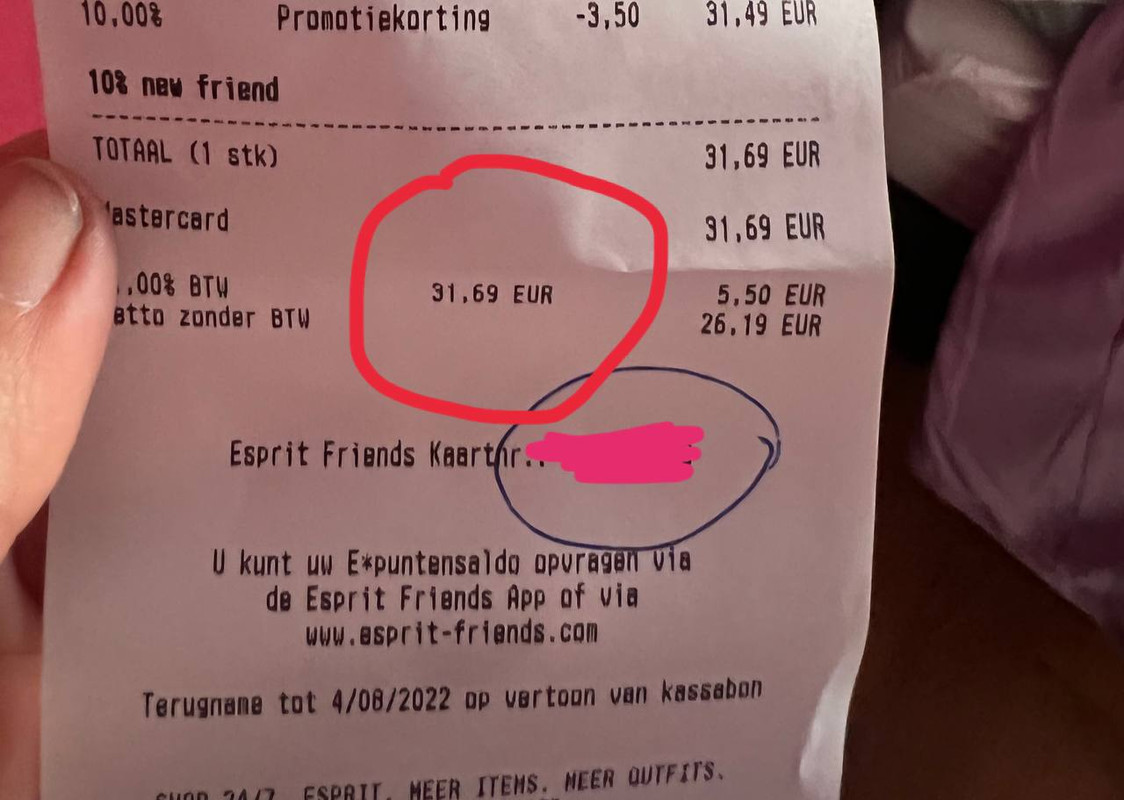 10,00% Promotiekorting -3,50 31,49 EUR
10% new friend
TOTAAL (1 stk) 31,69 EUR
astercard 31,69 EUR
,00% BTW 31,69 EUR 5,50 EUR
etto zonder BTW 26,19 EUR
Esprit Friends Kaartnr.:
U kunt uw E*puntensaldo opvragen via
de Esprit Friends App of via
www.esprit-friends.com
Terugname tot 4/08/2022 op vertoon van kassabon
SHOP 24/7. ESPRIT. MEER ITEMS. MEER OUTFITS.